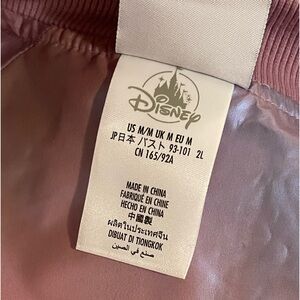 Disney
US M/M UK M EU M
JP日本 バスト 93-101 2L
CN 165/92A
MADE IN CHINA
FABRIQUÉ EN CHINE
HECHO EN CHINA
中國製
ผลิตในประเทศจีน
DIBUAT DI TIONGKOK
صنع في الصين